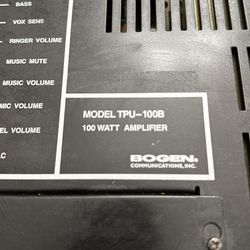 BASS
VOX SENS
RINGER VOLUME
MUSIC MUTE
MUSIC VOLUME
MIC VOLUME
VOLUME
MODEL TPU-100B
100 WATT AMPLIFIER
BOGEN®
COMMUNICATIONS, INC.